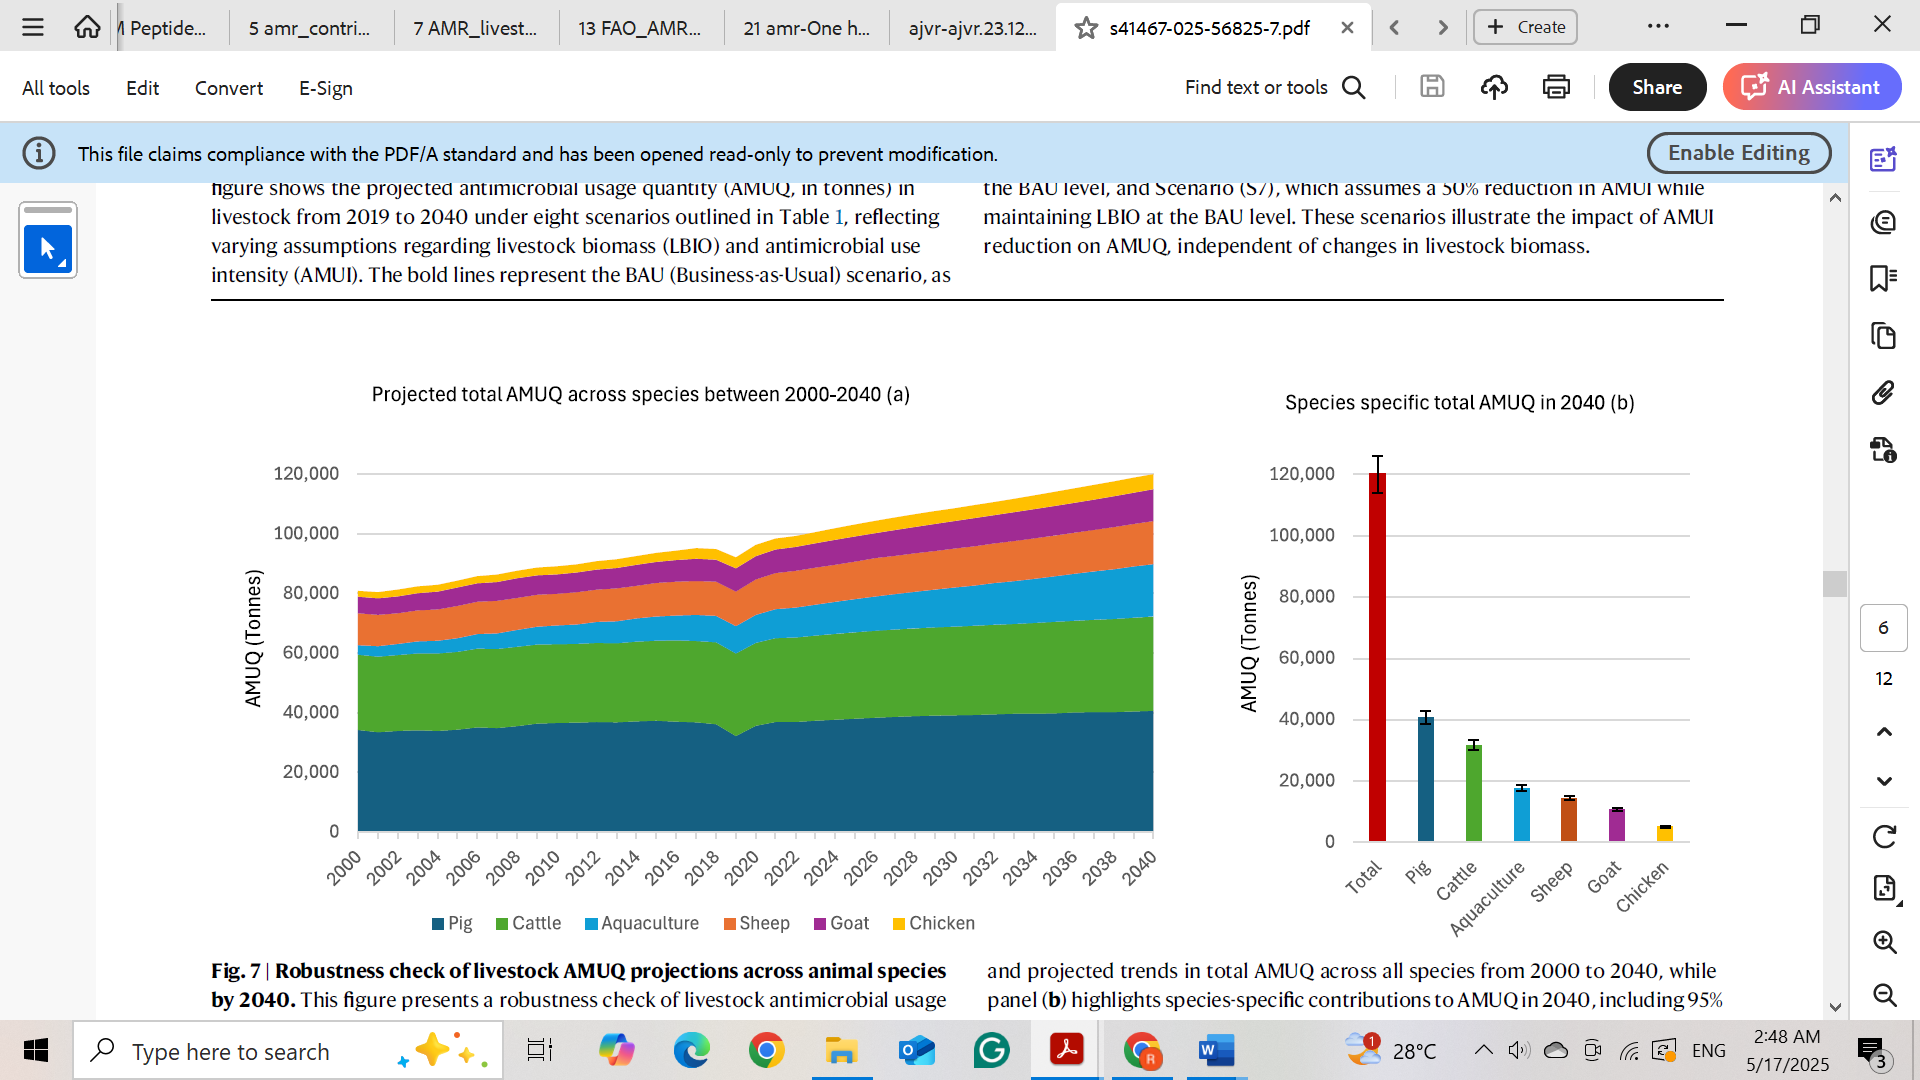 Peptide...
5 amr_contri...
7 AMR_livest...
13 FAO_AMR...
21 amr-One h...
ajvr-ajvr.23.12...
s41467-025-56825-7.pdf
Create
All tools
Edit
Convert
E-Sign
Find text or tools
Share
AI Assistant
This file claims compliance with the PDF/A standard and has been opened read-only to prevent modification.
Enable Editing
figure shows the projected antimicrobial usage quantity (AMUQ, in tonnes) in
livestock from 2019 to 2040 under eight scenarios outlined in Table 1, reflecting
varying assumptions regarding livestock biomass (LBIO) and antimicrobial use
intensity (AMUI). The bold lines represent the BAU (Business-as-Usual) scenario, as
the BAU level, and Scenario (S7), which assumes a 50% reduction in AMUI while
maintaining LBIO at the BAU level. These scenarios illustrate the impact of AMUI
reduction on AMUQ, independent of changes in livestock biomass.
Projected total AMUQ across species between 2000-2040 (a)
AMUQ (Tonnes)
120,000
100,000
80,000
60,000
40,000
20,000
0
2000
2002
2004
2006
2008
2010
2012
2014
2016
2018
2020
2022
2024
2026
2028
2030
2032
2034
2036
2038
2040
Pig
Cattle
Aquaculture
Sheep
Goat
Chicken
Species specific total AMUQ in 2040 (b)
AMUQ (Tonnes)
120,000
100,000
80,000
60,000
40,000
20,000
0
Total
Pig
Cattle
Aquaculture
Sheep
Goat
Chicken
Fig. 7 | Robustness check of livestock AMUQ projections across animal species
by 2040. This figure presents a robustness check of livestock antimicrobial usage
and projected trends in total AMUQ across all species from 2000 to 2040, while
panel (b) highlights species-specific contributions to AMUQ in 2040, including 95%
6
12
Type here to search
1
28°C
ENG
2:48 AM
5/17/2025
3